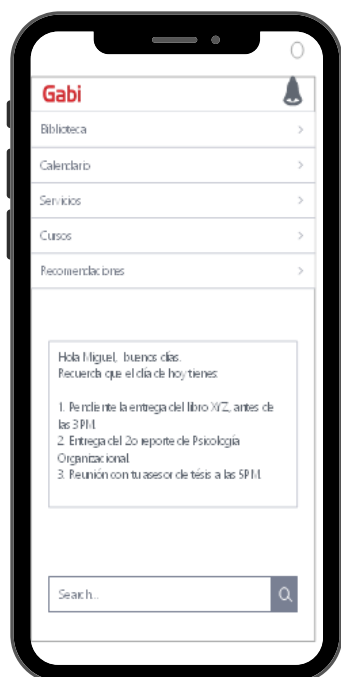 Gabi
Biblioteca
Calendario
Servicios
Cursos
Recomendaciones
Hola Miguel, buenos días.
Recuerda que el día de hoy tienes:
1. Pendiente la entrega del libro XYZ, antes de
las 3PM.
2. Entrega del 2o reporte de Psicología
Organizacional.
3. Reunión con tu asesor de tésis a las 5PM.
Search...